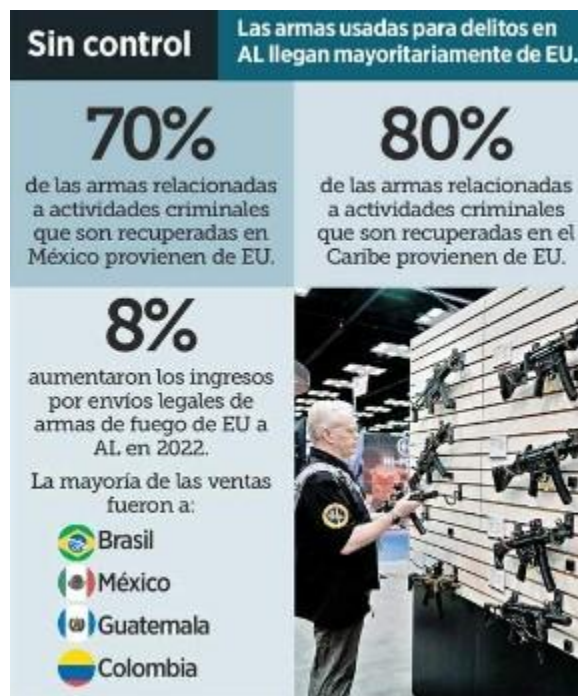 Sin control
Las armas usadas para delitos en
AL llegan mayoritariamente de EU.
70%
de las armas relacionadas
a actividades criminales
que son recuperadas en
México provienen de EU.
80%
de las armas relacionadas
a actividades criminales
que son recuperadas en el
Caribe provienen de EU.
8%
aumentaron los ingresos
por envíos legales de
armas de fuego de EU a
AL en 2022.
La mayoría de las ventas
fueron a:
Brasil
México
Guatemala
Colombia